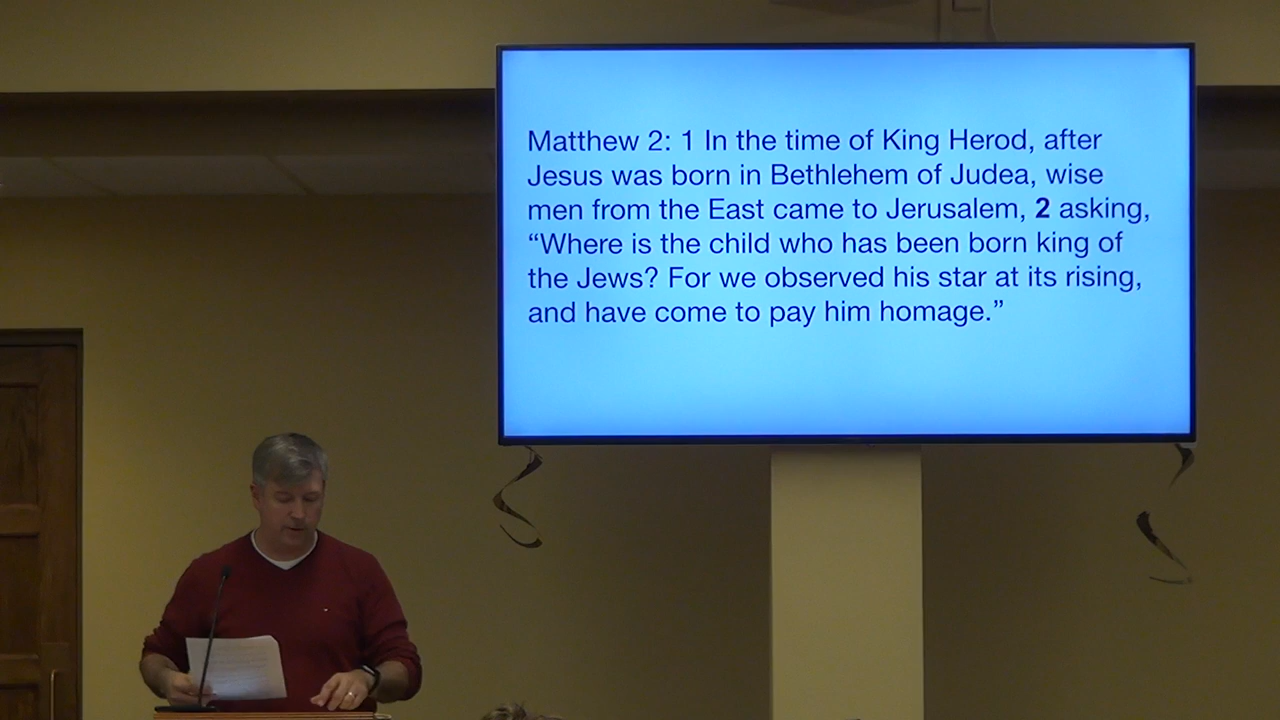 Matthew 2: 1 In the time of King Herod, after
Jesus was born in Bethlehem of Judea, wise
men from the East came to Jerusalem, 2 asking,
“Where is the child who has been born king of
the Jews? For we observed his star at its rising,
and have come to pay him homage.”